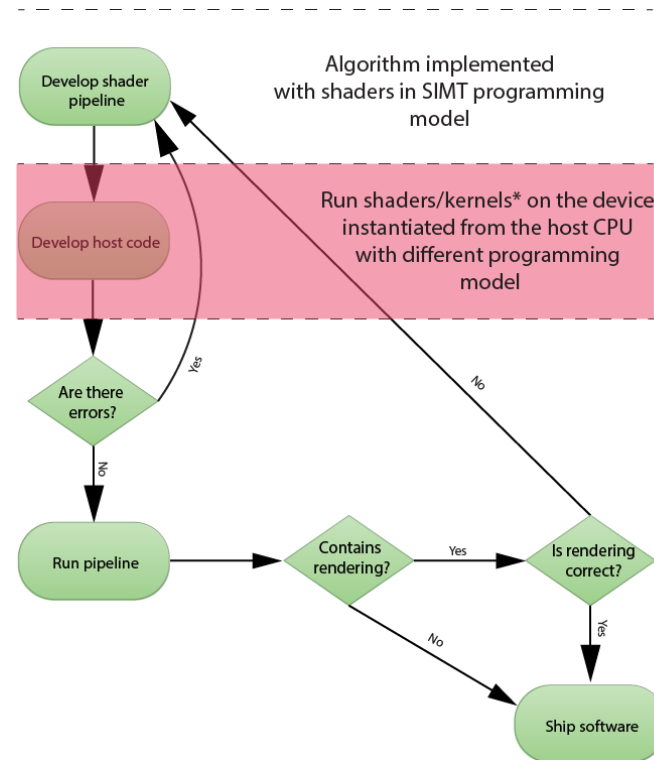 Develop shader
pipeline
Algorithm implemented
with shaders in SIMT programming
model
Develop host code
Run shaders/kernels* on the device
instantiated from the host CPU
with different programming
model
Are there
errors?
Yes
No
No
Run pipeline
Contains
rendering?
Yes
Is rendering
correct?
No
Yes
Ship software